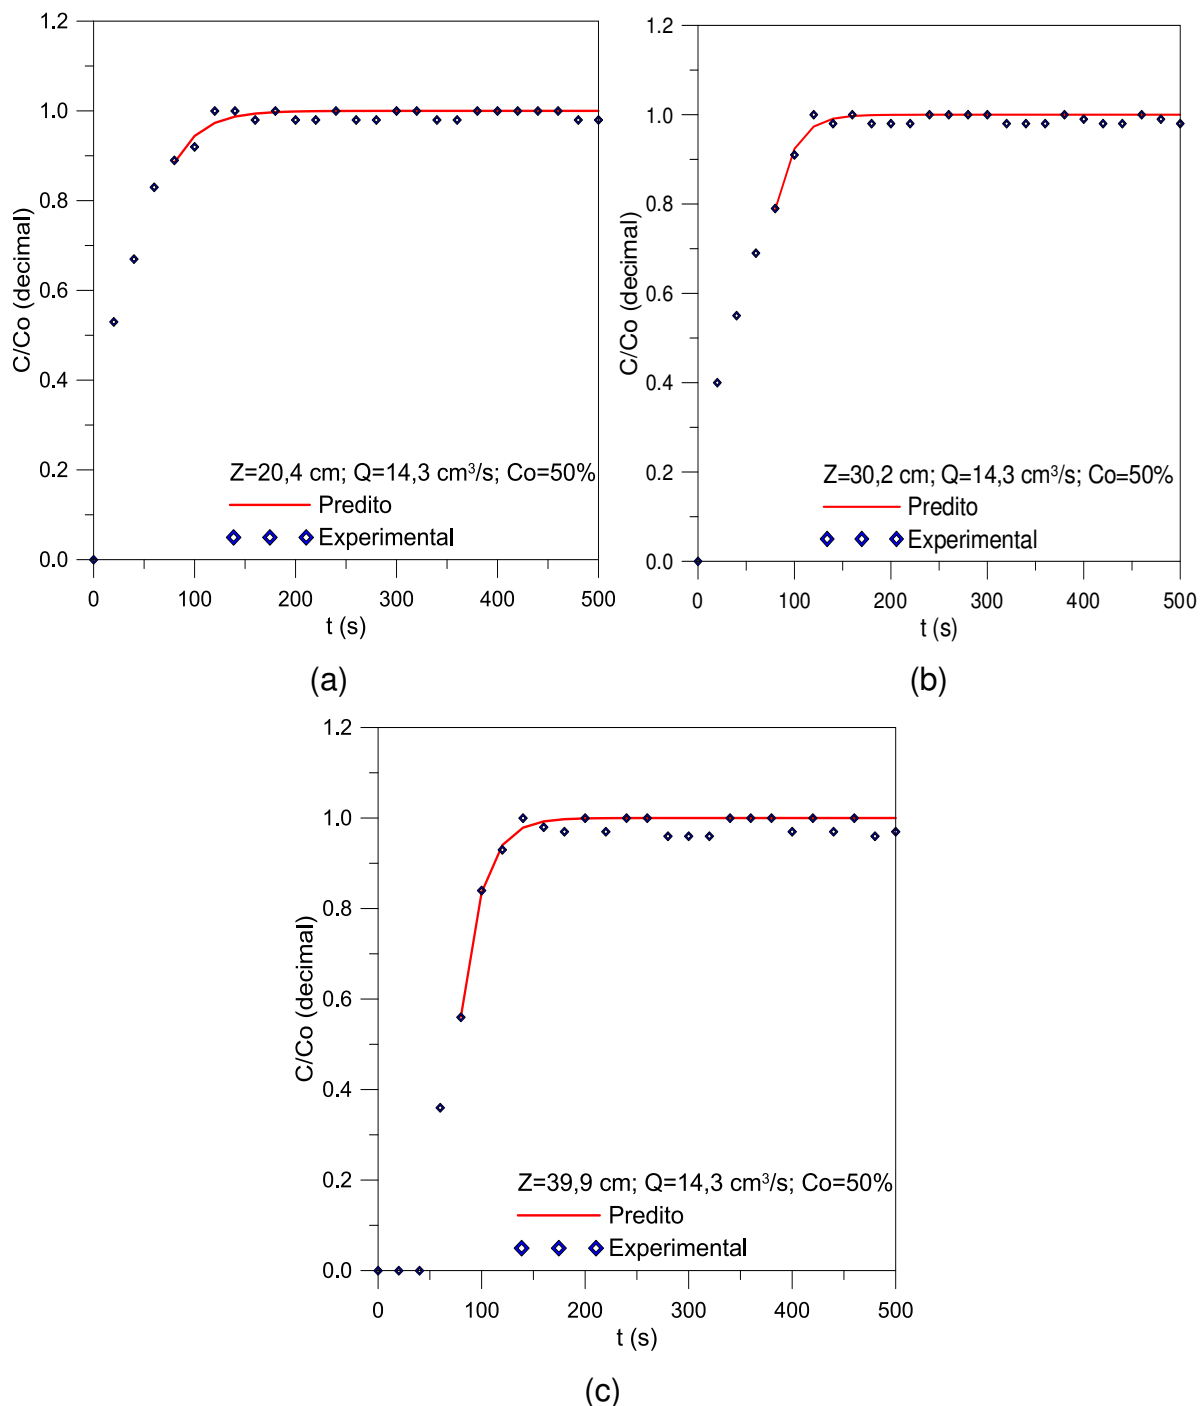 1.2
1.0
0.8
0.6
0.4
0.2
0.0
C/Co (decimal)
Z=20,4 cm; Q=14,3 cm³/s; Co=50%
Predito
Experimental
0 100 200 300 400 500
t (s)
(a)
1.2
1.0
0.8
0.6
0.4
0.2
0.0
C/Co (decimal)
Z=30,2 cm; Q=14,3 cm³/s; Co=50%
Predito
Experimental
0 100 200 300 400 500
t (s)
(b)
1.2
1.0
0.8
0.6
0.4
0.2
0.0
C/Co (decimal)
Z=39,9 cm; Q=14,3 cm³/s; Co=50%
Predito
Experimental
0 100 200 300 400 500
t (s)
(c)